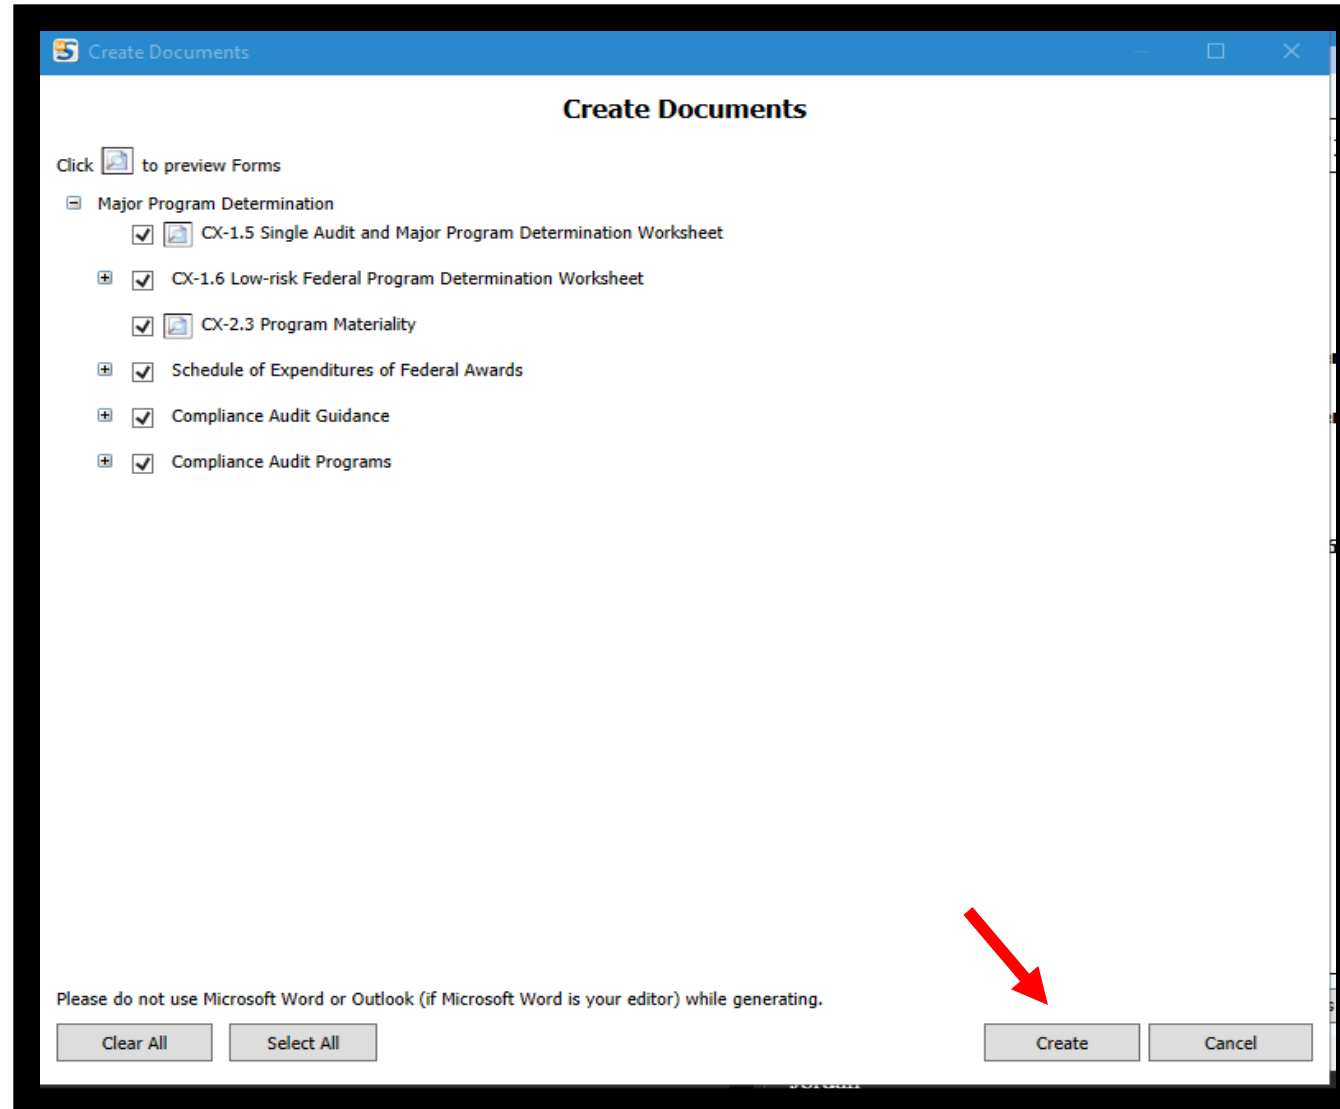 Create Documents
Create Documents
Click to preview Forms
Major Program Determination
CX-1.5 Single Audit and Major Program Determination Worksheet
CX-1.6 Low-risk Federal Program Determination Worksheet
CX-2.3 Program Materiality
Schedule of Expenditures of Federal Awards
Compliance Audit Guidance
Compliance Audit Programs
Please do not use Microsoft Word or Outlook (if Microsoft Word is your editor) while generating.
Clear All Select All Create Cancel